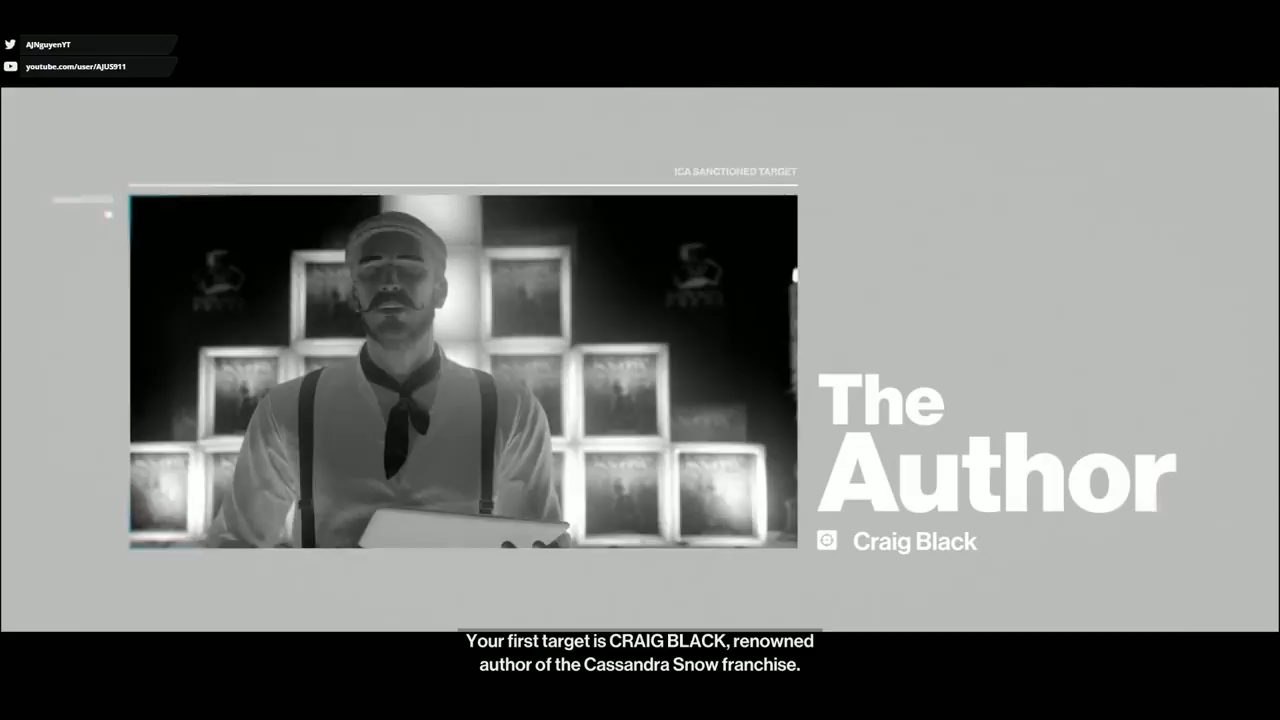 AJNguyenYT
youtube.com/user/AJUS911
ICA SANCTIONED TARGET
The
Author
Craig Black
Your first target is CRAIG BLACK, renowned
author of the Cassandra Snow franchise.